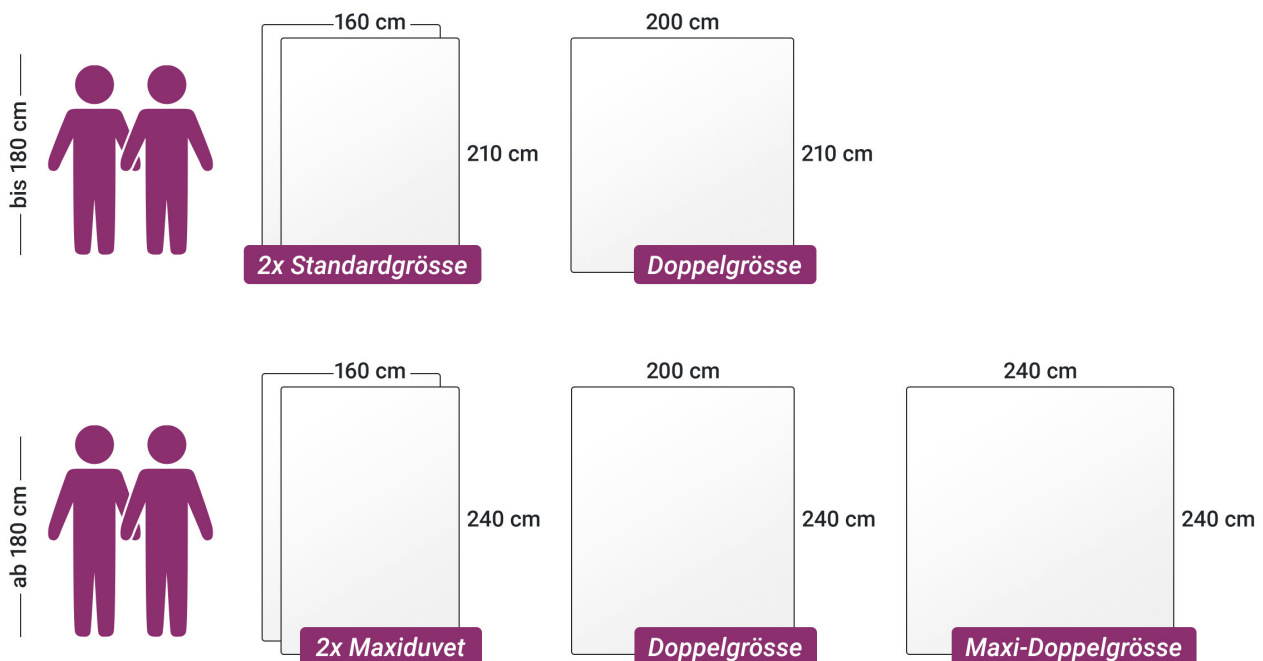 160 cm
200 cm
bis 180 cm
210 cm
210 cm
2x Standardgrösse
Doppelgrösse
160 cm
200 cm
240 cm
ab 180 cm
240 cm
240 cm
240 cm
2x Maxiduvet
Doppelgrösse
Maxi-Doppelgrösse